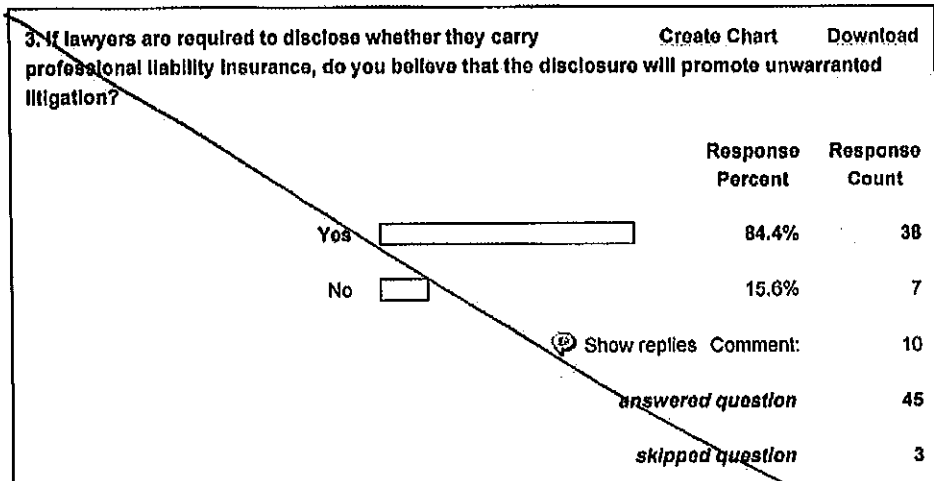 3. If lawyers are required to disclose whether they carry Create Chart Download
professional liability insurance, do you believe that the disclosure will promote unwarranted
litigation?
Response Response
Percent Count
Yes 84.4% 38
No 15.6% 7
Show replies Comment: 10
answered question 45
skipped question 3